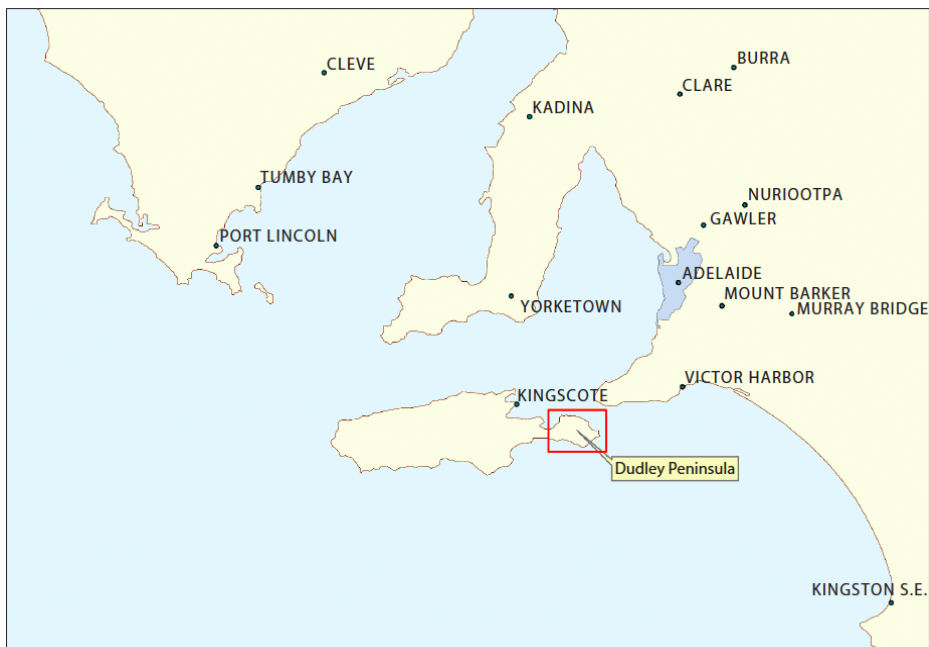 BURRA
CLEVE
CLARE
KADINA
TUMBY BAY
NURIOOTPA
GAWLER
PORT LINCOLN
ADELAIDE
MOUNT BARKER
YORKETOWN
MURRAY BRIDGE
VICTOR HARBOR
KINGSCOTE
Dudley Peninsula
KINGSTON S.E.